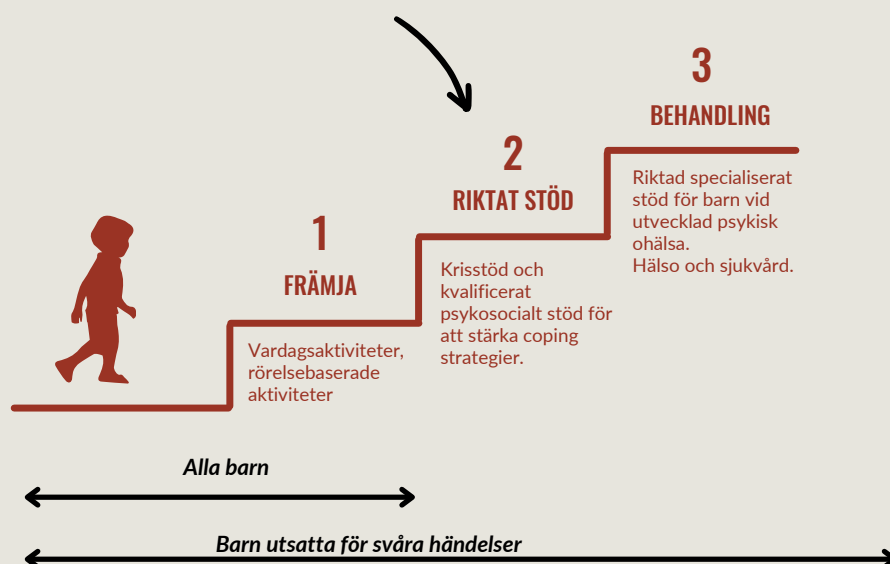 1
FRÄMJA
Vardagsaktiviteter,
rörelsebaserade
aktiviteter
2
RIKTAT STÖD
Krisstöd och
kvalificerat
psykosocialt stöd för
att stärka coping
strategier.
3
BEHANDLING
Riktad specialiserat
stöd för barn vid
utvecklad psykisk
ohälsa.
Hälso och sjukvård.
Alla barn
Barn utsatta för svåra händelser